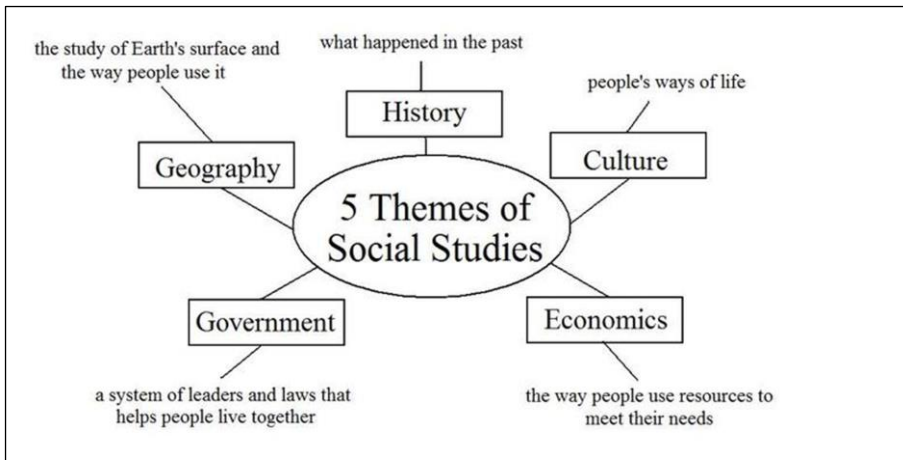 what happened in the past
the study of Earth's surface and
the way people use it
people's ways of life
History
Geography
Culture
5 Themes of
Social Studies
Government
Economics
a system of leaders and laws that
helps people live together
the way people use resources to
meet their needs